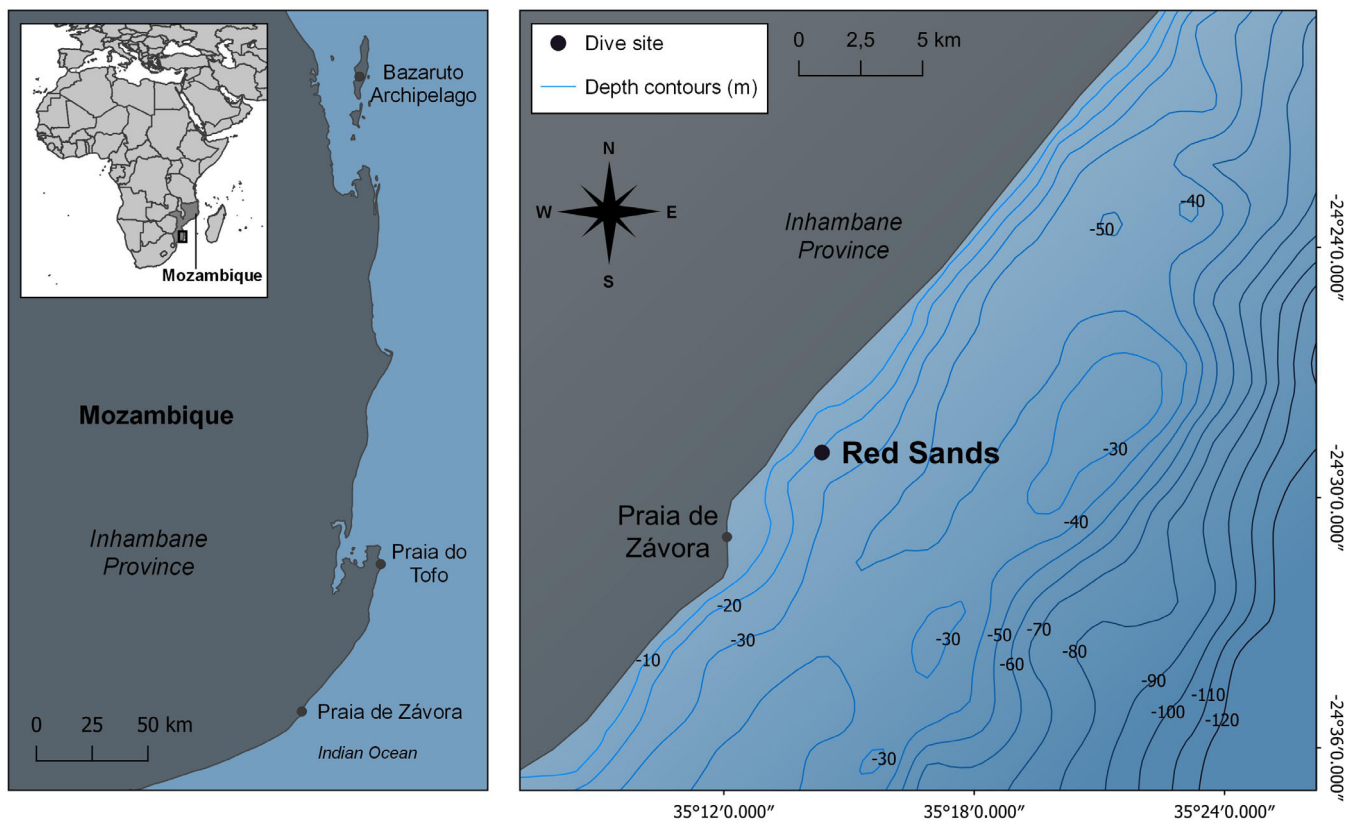 Mozambique
Bazaruto
Archipelago
Mozambique
Inhambane
Province
Praia do
Tofo
Praia de Závora
Indian Ocean
0 25 50 km
Dive site
Depth contours (m)
0 2,5 5 km
N
W E
S
Inhambane
Province
-40
-50
Red Sands
-30
-40
Praia de
Závora
-20
-30
-10
-30
-50
-70
-60
-80
-90
-100
-110
-120
-30
-24°24′0.000″
-24°30′0.000″
-24°36′0.000″
35°12′0.000″
35°18′0.000″
35°24′0.000″